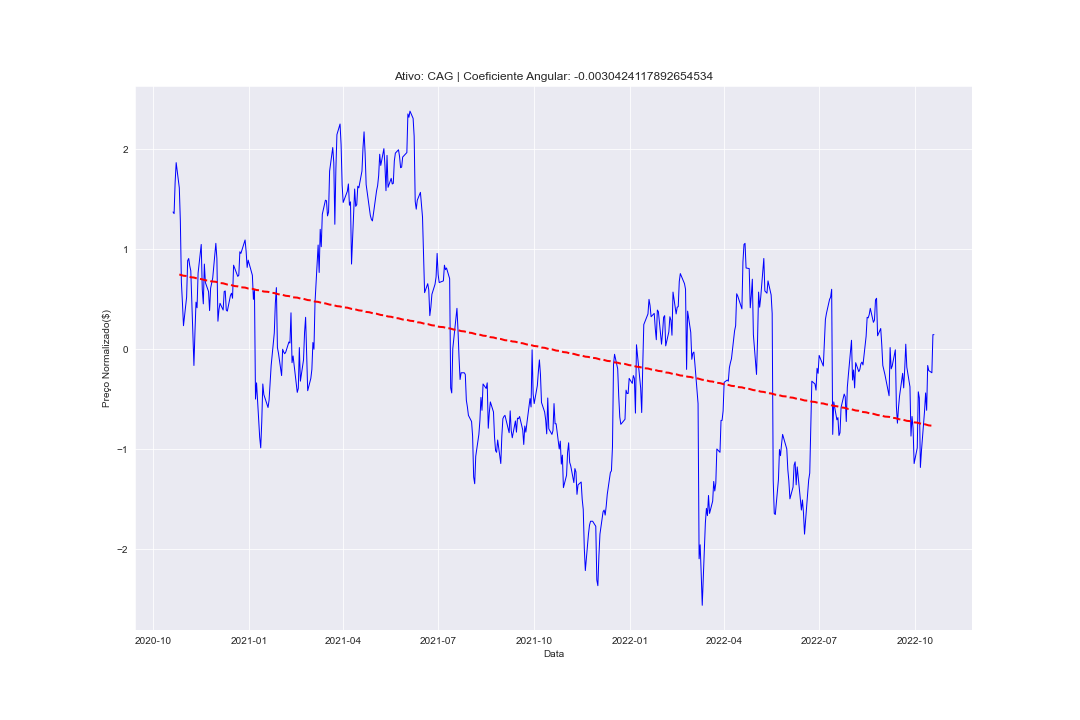 Ativo: CAG | Coeficiente Angular: -0.0030424117892654534
Preço Normalizado($)
2
1
0
−1
−2
2020-10 2021-01 2021-04 2021-07 2021-10 2022-01 2022-04 2022-07 2022-10
Data